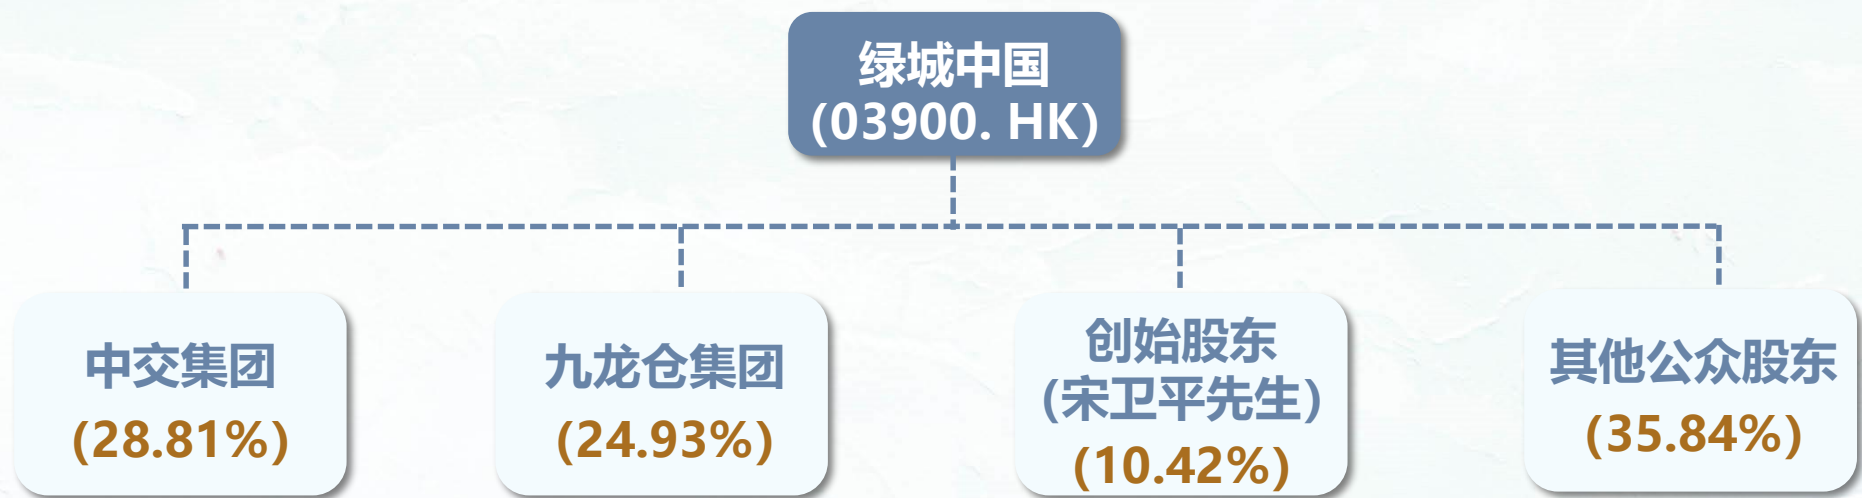 绿城中国
(03900. HK)
中交集团
(28.81%)
九龙仓集团
(24.93%)
创始股东
(宋卫平先生)
(10.42%)
其他公众股东
(35.84%)